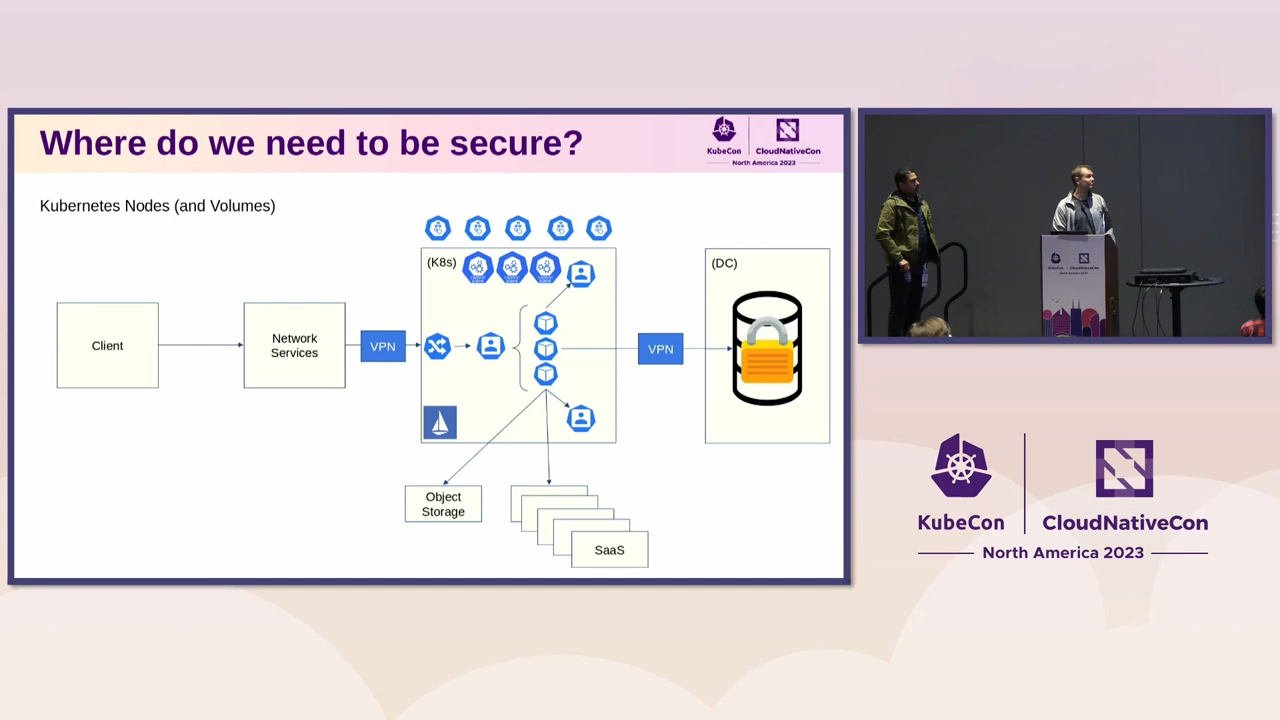 Where do we need to be secure?
KubeCon
CloudNativeCon
North America 2023
Kubernetes Nodes (and Volumes)
(K8s)
(DC)
Client
Network
Services
VPN
VPN
Object
Storage
SaaS
KubeCon
CloudNativeCon
North America 2023